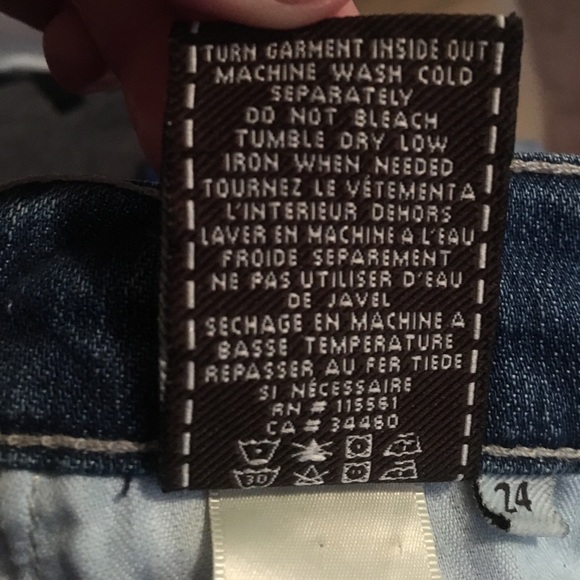 TURN GARMENT INSIDE OUT
MACHINE WASH COLD
SEPARATELY
DO NOT BLEACH
TUMBLE DRY LOW
IRON WHEN NEEDED
TOURNEZ LE VÊTEMENT A
L'INTERIEUR DEHORS
LAVER EN MACHINE A L'EAU
FROIDE SEPAREMENT
NE PAS UTILISER D'EAU
DE JAVEL
SECHAGE EN MACHINE A
BASSE TEMPERATURE
REPASSER AU FER TIEDE
SI NÉCESSAIRE
RN # 115561
CA # 34460
30
24